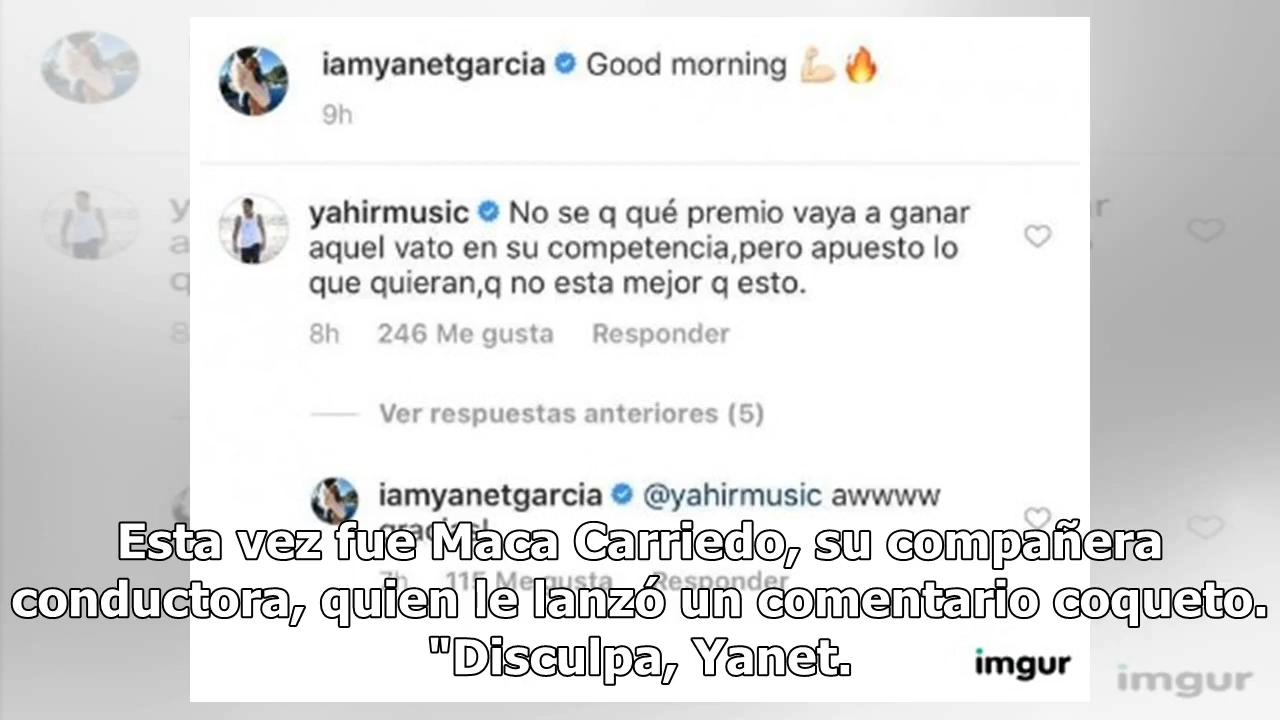 iamyanetgarcia Good morning 💪🔥
9h
yahirmusic No se q qué premio vaya a ganar
aquel vato en su competencia,pero apuesto lo
que quieran,q no esta mejor q esto.
8h 246 Me gusta Responder
Ver respuestas anteriores (5)
iamyanetgarcia @yahirmusic awwww
gracias!
7h 115 Me gusta Responder
Esta vez fue Maca Carriedo, su compañera
conductora, quien le lanzó un comentario coqueto.
"Disculpa, Yanet.
imgur
imgur